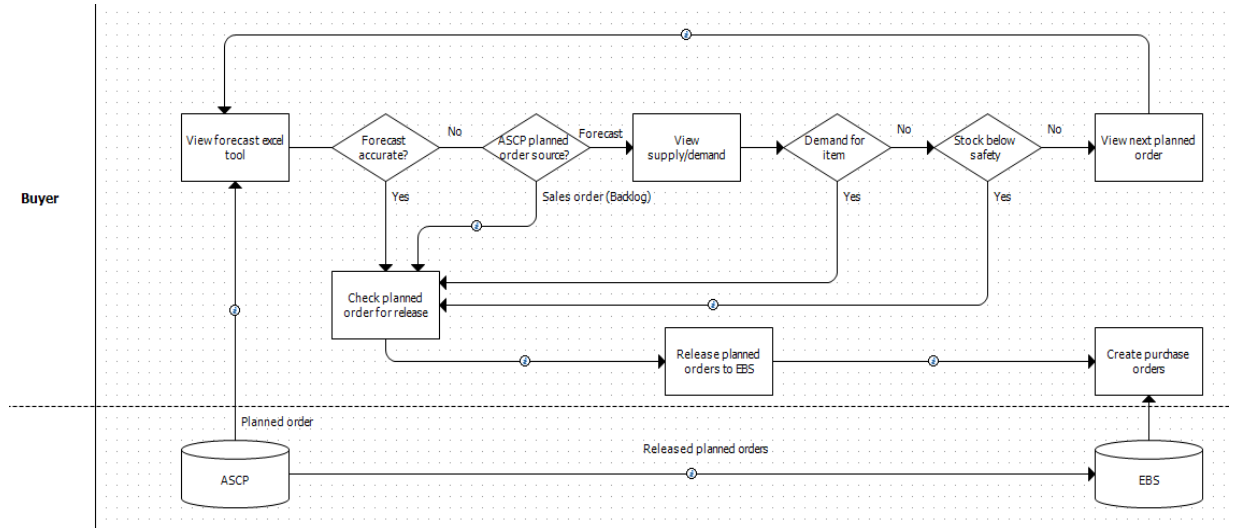 View forecast excel
tool
Forecast
accurate?
No
ASCP planned
order source?
Forecast
View
supply/demand
Demand for
item
No
Stock below
safety
No
View next planned
order
Buyer
Yes
Sales order (Backlog)
Yes
Yes
Check planned
order for release
Release planned
orders to EBS
Create purchase
orders
Planned order
Released planned orders
ASCP
EBS